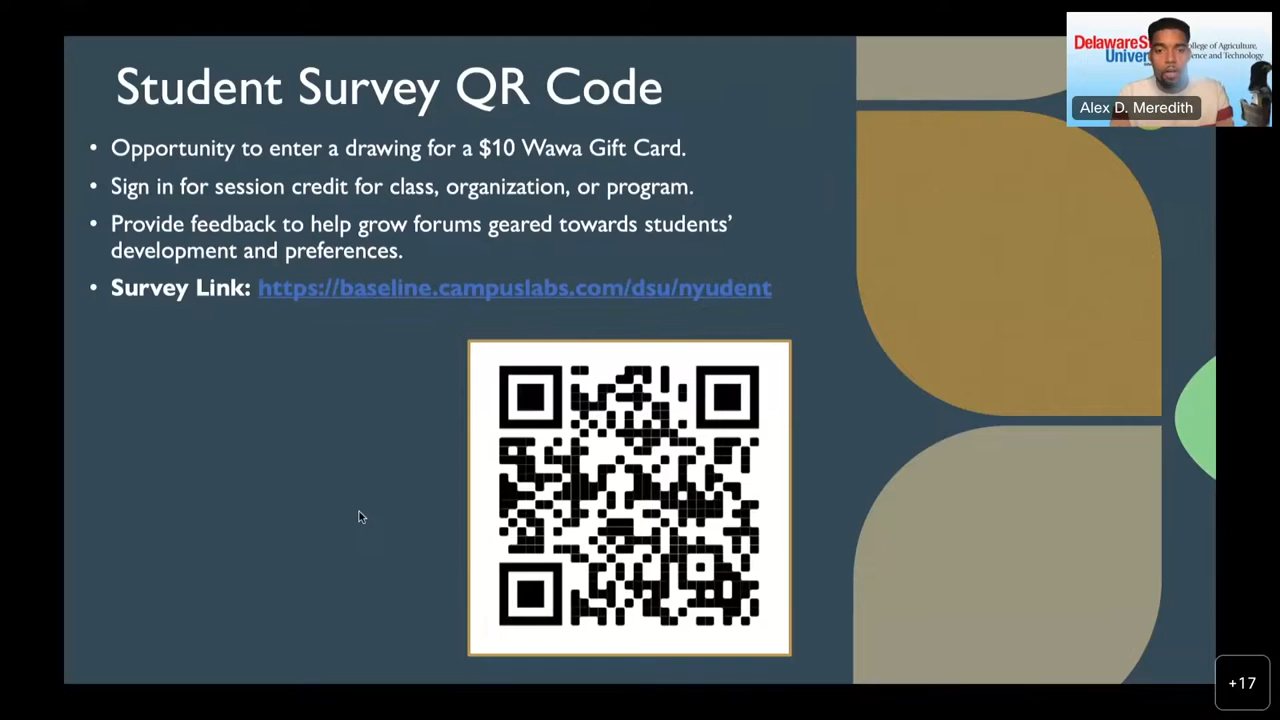 Student Survey QR Code
• Opportunity to enter a drawing for a $10 Wawa Gift Card.
• Sign in for session credit for class, organization, or program.
• Provide feedback to help grow forums geared towards students’
development and preferences.
• Survey Link: https://baseline.campuslabs.com/dsu/nyudent
Alex D. Meredith
+17